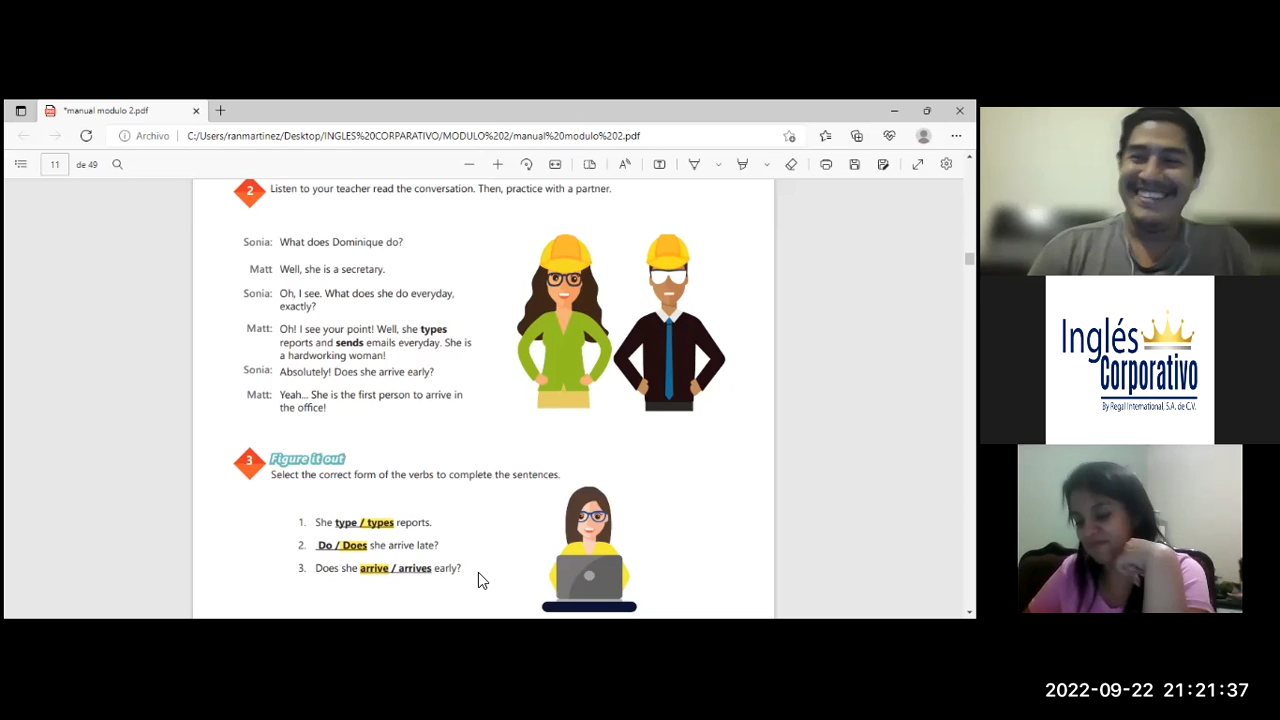 *manual modulo 2.pdf
Archivo
C:/Users/ranmartinez/Desktop/INGLES%20CORPARATIVO/MODULO%202/manual%20modulo%202.pdf
11
de 49
2
Listen to your teacher read the conversation. Then, practice with a partner.
Sonia: What does Dominique do?
Matt Well, she is a secretary.
Sonia: Oh, I see. What does she do everyday,
exactly?
Matt: Oh! I see your point! Well, she types
reports and sends emails everyday. She is
a hardworking woman!
Sonia: Absolutely! Does she arrive early?
Matt: Yeah... She is the first person to arrive in
the office!
3
Figure it out
Select the correct form of the verbs to complete the sentences.
1. She type / types reports.
2. Do / Does she arrive late?
3. Does she arrive / arrives early?
Inglés
Corporativo
By Regal International, S.A. de C.V.
2022-09-22 21:21:37